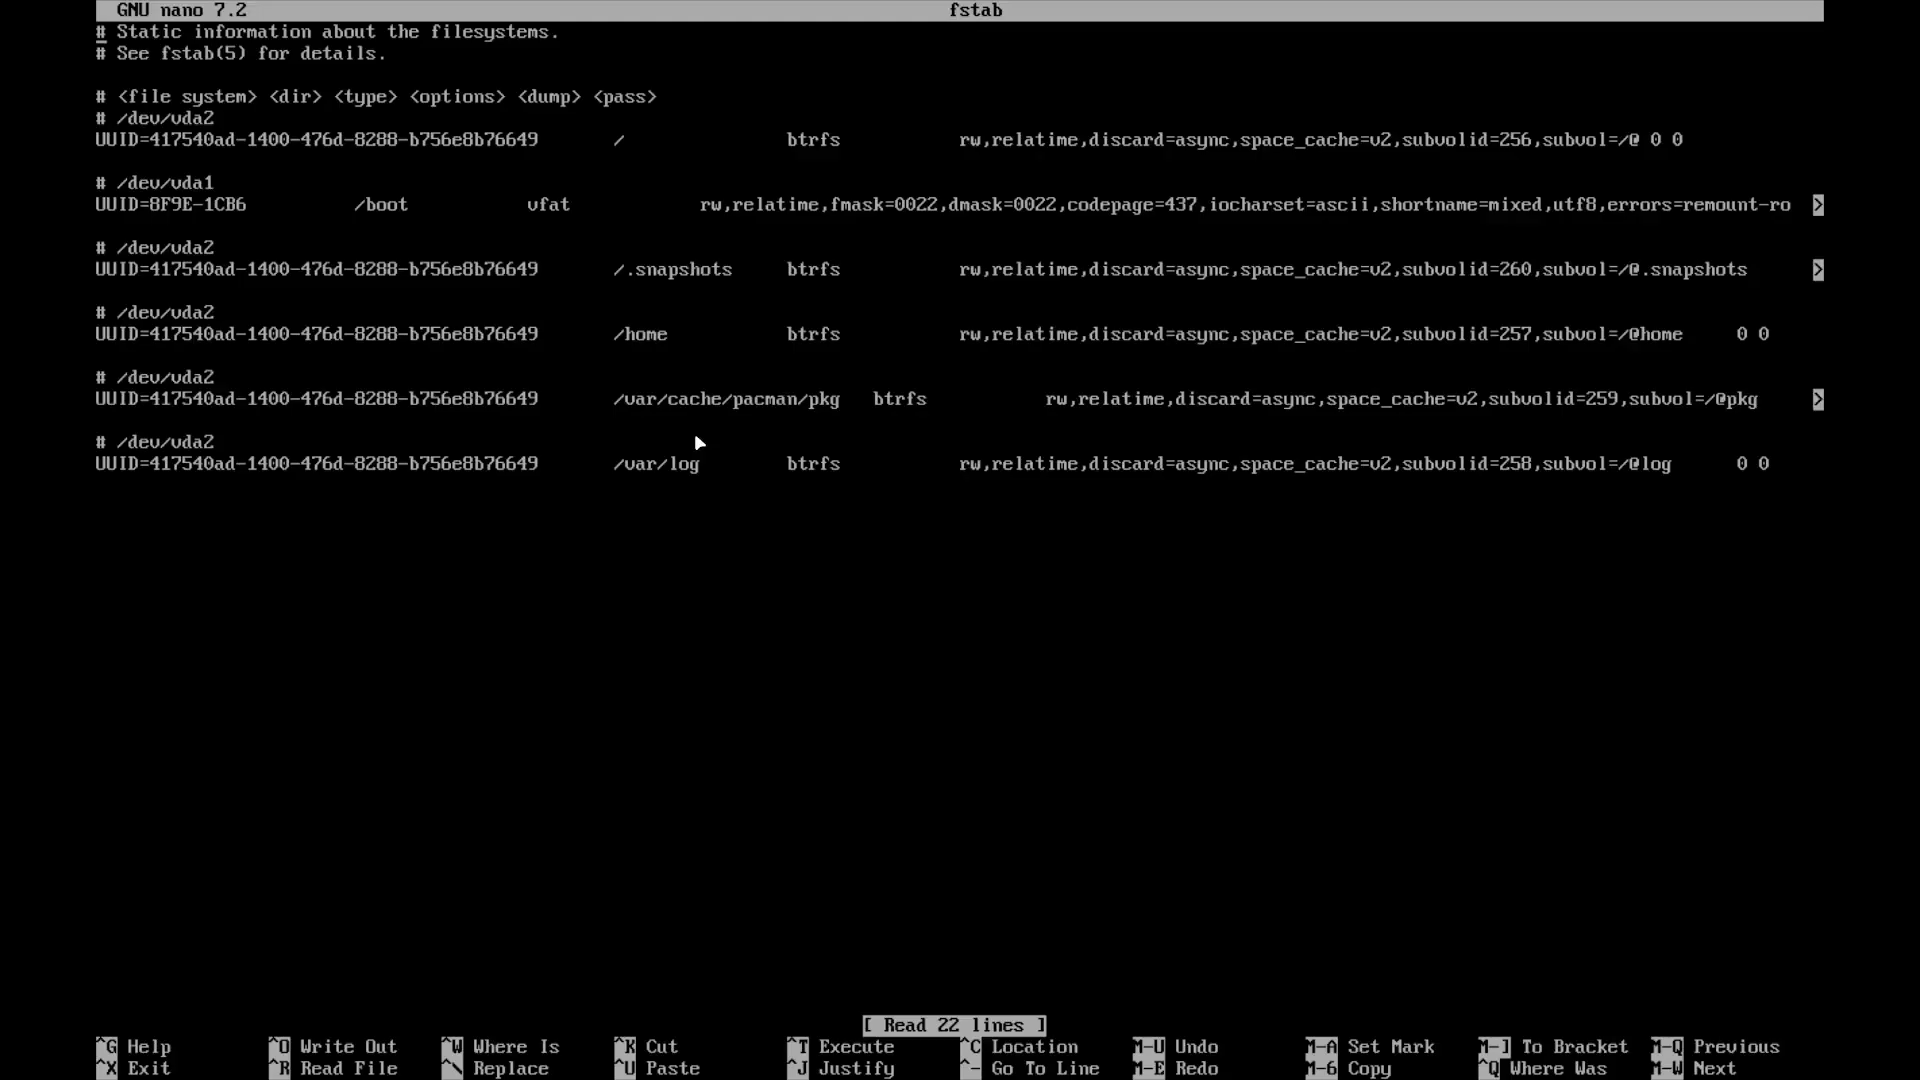 GNU nano 7.2 fstab
# Static information about the filesystems.
# See fstab(5) for details.
# <file system> <dir> <type> <options> <dump> <pass>
# /dev/vda2
UUID=417540ad-1400-476d-8288-b756e8b76649 / btrfs rw,relatime,discard=async,space_cache=v2,subvolid=256,subvol=/@ 0 0
# /dev/vda1
UUID=8F9E-1CB6 /boot vfat rw,relatime,fmask=0022,dmask=0022,codepage=437,iocharset=ascii,shortname=mixed,utf8,errors=remount-ro >
# /dev/vda2
UUID=417540ad-1400-476d-8288-b756e8b76649 /.snapshots btrfs rw,relatime,discard=async,space_cache=v2,subvolid=260,subvol=/@.snapshots >
# /dev/vda2
UUID=417540ad-1400-476d-8288-b756e8b76649 /home btrfs rw,relatime,discard=async,space_cache=v2,subvolid=257,subvol=/@home 0 0
# /dev/vda2
UUID=417540ad-1400-476d-8288-b756e8b76649 /var/cache/pacman/pkg btrfs rw,relatime,discard=async,space_cache=v2,subvolid=259,subvol=/@pkg >
# /dev/vda2
UUID=417540ad-1400-476d-8288-b756e8b76649 /var/log btrfs rw,relatime,discard=async,space_cache=v2,subvolid=258,subvol=/@log 0 0
[ Read 22 lines ]
^G Help ^O Write Out ^W Where Is ^K Cut ^T Execute ^C Location M-U Undo M-A Set Mark M-] To Bracket M-Q Previous
^X Exit ^R Read File ^\ Replace ^U Paste ^J Justify ^- Go To Line M-E Redo M-6 Copy ^Q Where Was M-W Next